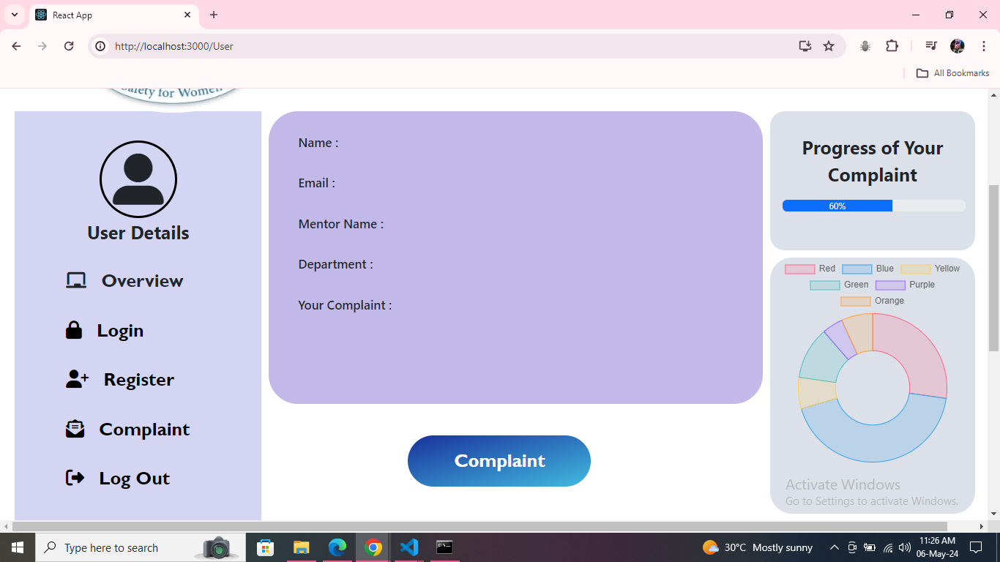 React App
http://localhost:3000/User
All Bookmarks
Safety for Women
User Details
Overview
Login
Register
Complaint
Log Out
Name :
Email :
Mentor Name :
Department :
Your Complaint :
Complaint
Progress of Your
Complaint
60%
Red Blue Yellow
Green Purple
Orange
Activate Windows
Go to Settings to activate Windows.
Type here to search
30°C Mostly sunny
11:26 AM
06-May-24